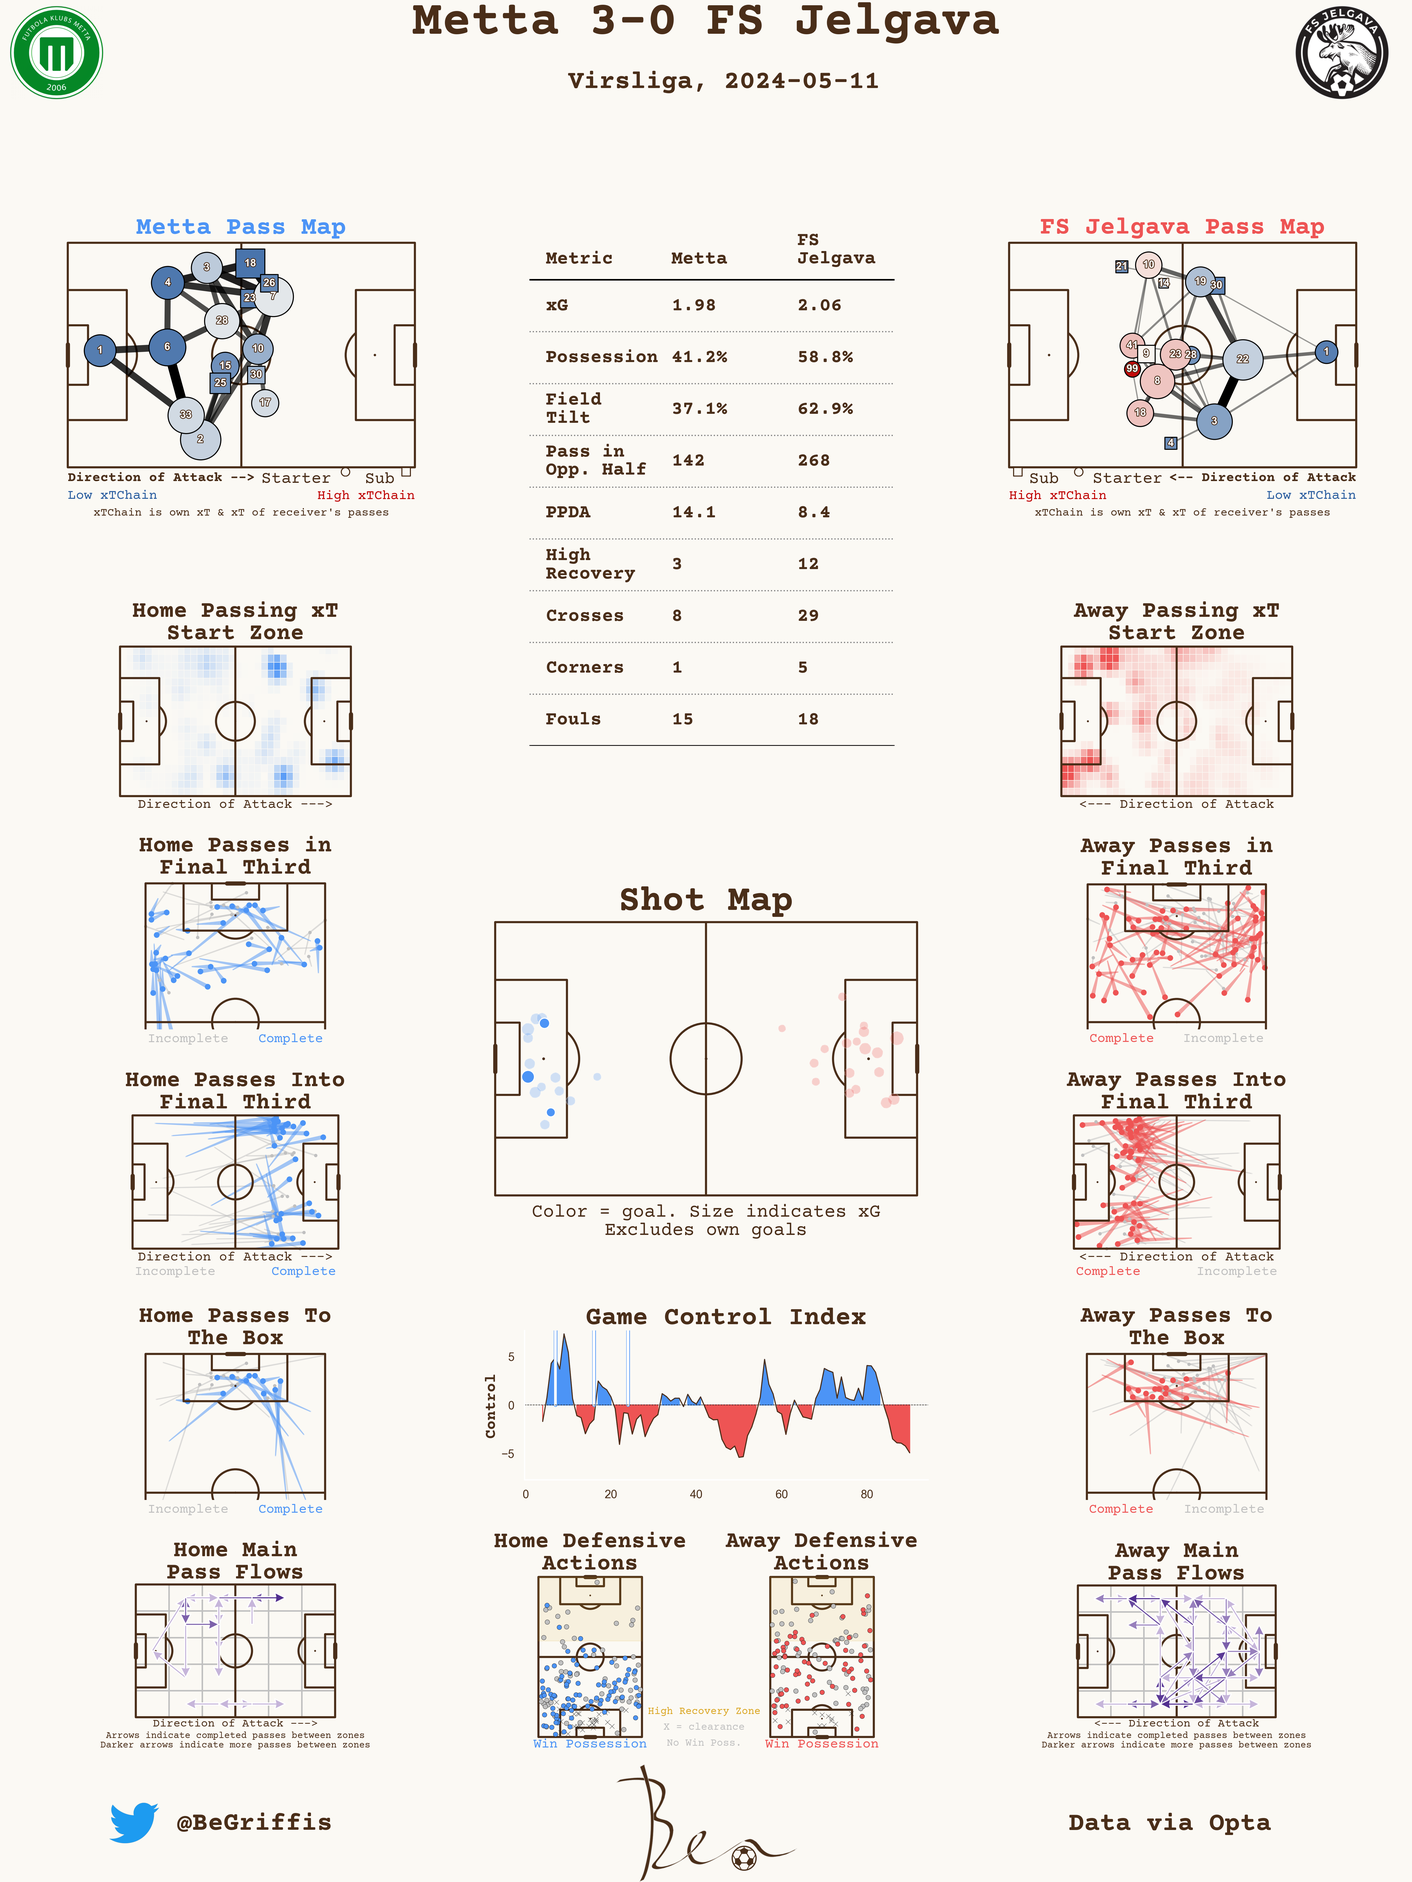 Metta 3-0 FS Jelgava
Virsliga, 2024-05-11
FUTBOLA KLUBS METTA
2006
FS JELGAVA
Metta Pass Map
1
4
3
18
26
23
7
28
6
10
15
25
30
17
33
2
Direction of Attack --> Starter Sub
Low xTChain High xTChain
xTChain is own xT & xT of receiver's passes
Metric Metta FS Jelgava
xG 1.98 2.06
Possession 41.2% 58.8%
Field Tilt 37.1% 62.9%
Pass in Opp. Half 142 268
PPDA 14.1 8.4
High Recovery 3 12
Crosses 8 29
Corners 1 5
Fouls 15 18
FS Jelgava Pass Map
21
10
14
19
30
41
9
23
28
22
1
99
8
18
3
4
Sub Starter <-- Direction of Attack
High xTChain Low xTChain
xTChain is own xT & xT of receiver's passes
Home Passing xT
Start Zone
Direction of Attack --->
Away Passing xT
Start Zone
<--- Direction of Attack
Home Passes in
Final Third
Incomplete Complete
Away Passes in
Final Third
Complete Incomplete
Shot Map
Color = goal. Size indicates xG
Excludes own goals
Home Passes Into
Final Third
Direction of Attack --->
Incomplete Complete
Away Passes Into
Final Third
<--- Direction of Attack
Complete Incomplete
Home Passes To
The Box
Incomplete Complete
Game Control Index
Control
5
0
−5
0 20 40 60 80
Away Passes To
The Box
Complete Incomplete
Home Main
Pass Flows
Direction of Attack --->
Arrows indicate completed passes between zones
Darker arrows indicate more passes between zones
Home Defensive
Actions
Win Possession
High Recovery Zone
X = clearance
No Win Poss.
Away Defensive
Actions
Win Possession
Away Main
Pass Flows
<--- Direction of Attack
Arrows indicate completed passes between zones
Darker arrows indicate more passes between zones
@BeGriffis
Ben
Data via Opta